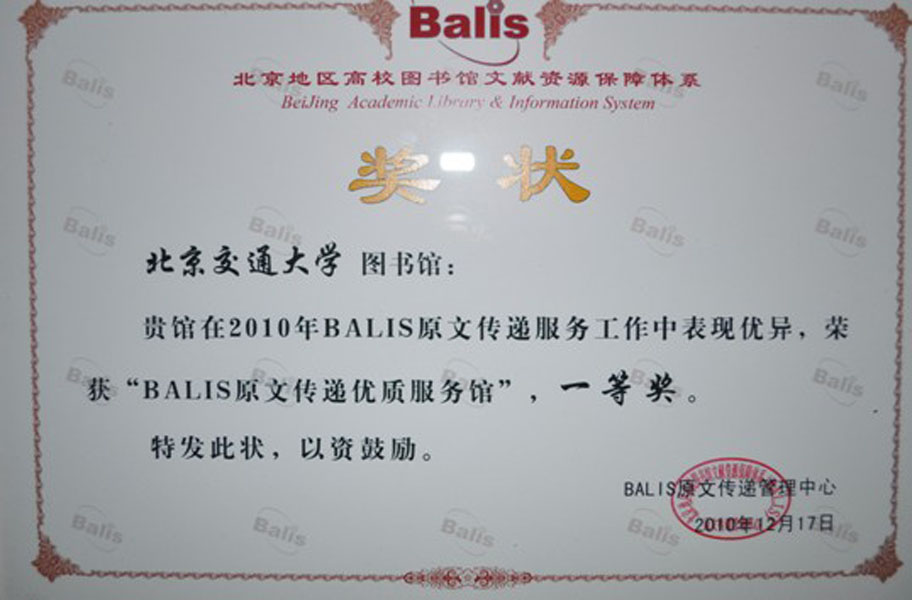 Balis
北京地区高校图书馆文献资源保障体系
BeiJing Academic Library & Information System
奖状
北京交通大学 图书馆：
贵馆在2010年BALIS原文传递服务工作中表现优异，荣
获“BALIS原文传递优质服务馆”，一等奖。
特发此状，以资鼓励。
BALIS原文传递管理中心
2010年12月17日